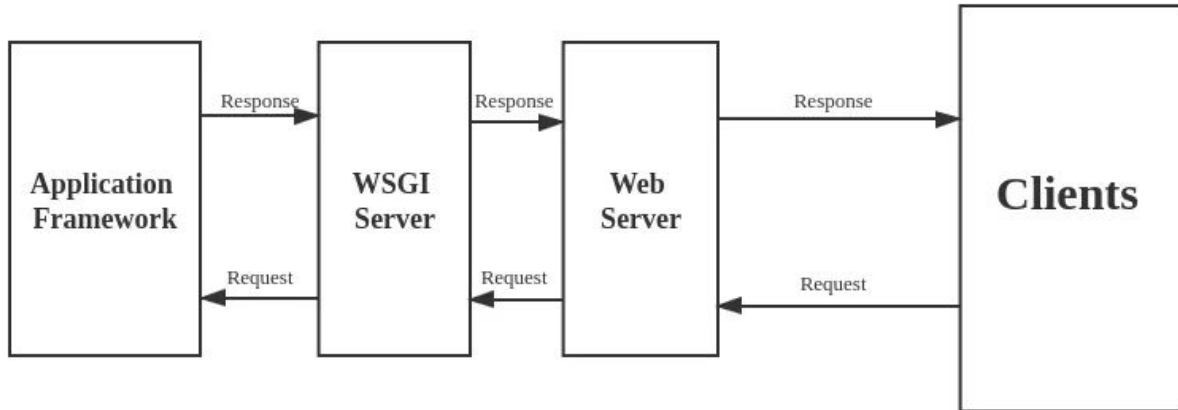 Response
Response
Response
Application
Framework
WSGI
Server
Web
Server
Clients
Request
Request
Request